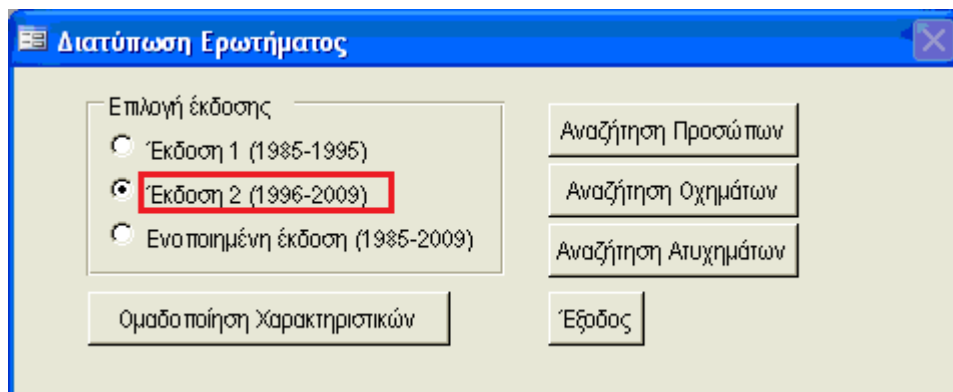 Διατύπωση Ερωτήματος
Επιλογή έκδοσης
Έκδοση 1 (1985-1995)
Έκδοση 2 (1996-2009)
Ενοποιημένη έκδοση (1985-2009)
Αναζήτηση Προσώπων
Αναζήτηση Οχημάτων
Αναζήτηση Ατυχημάτων
Ομαδοποίηση Χαρακτηριστικών
Έξοδος